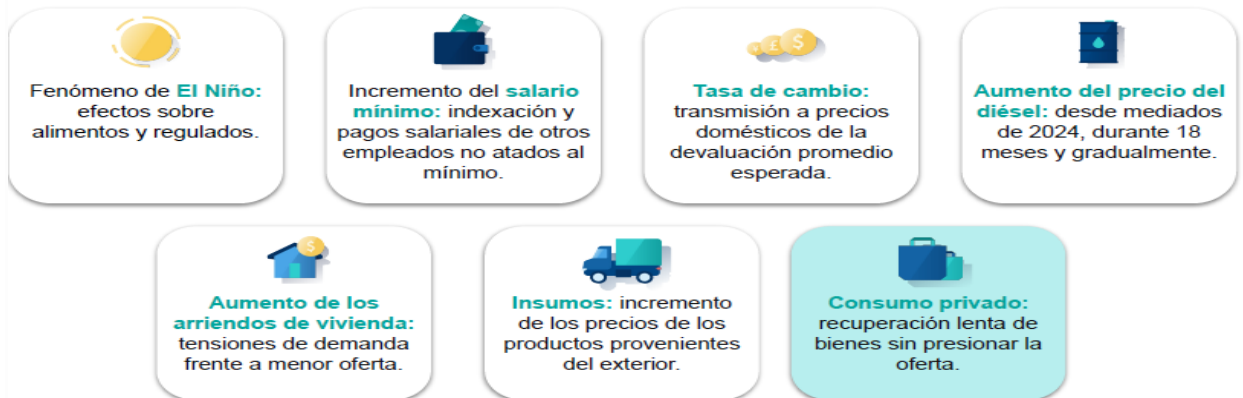 Fenómeno de El Niño:
efectos sobre
alimentos y regulados.
Incremento del salario
mínimo: indexación y
pagos salariales de otros
empleados no atados al
mínimo.
Tasa de cambio:
transmisión a precios
domésticos de la
devaluación promedio
esperada.
Aumento del precio del
diésel: desde mediados
de 2024, durante 18
meses y gradualmente.
Aumento de los
arriendos de vivienda:
tensiones de demanda
frente a menor oferta.
Insumos: incremento
de los precios de los
productos provenientes
del exterior.
Consumo privado:
recuperación lenta de
bienes sin presionar la
oferta.